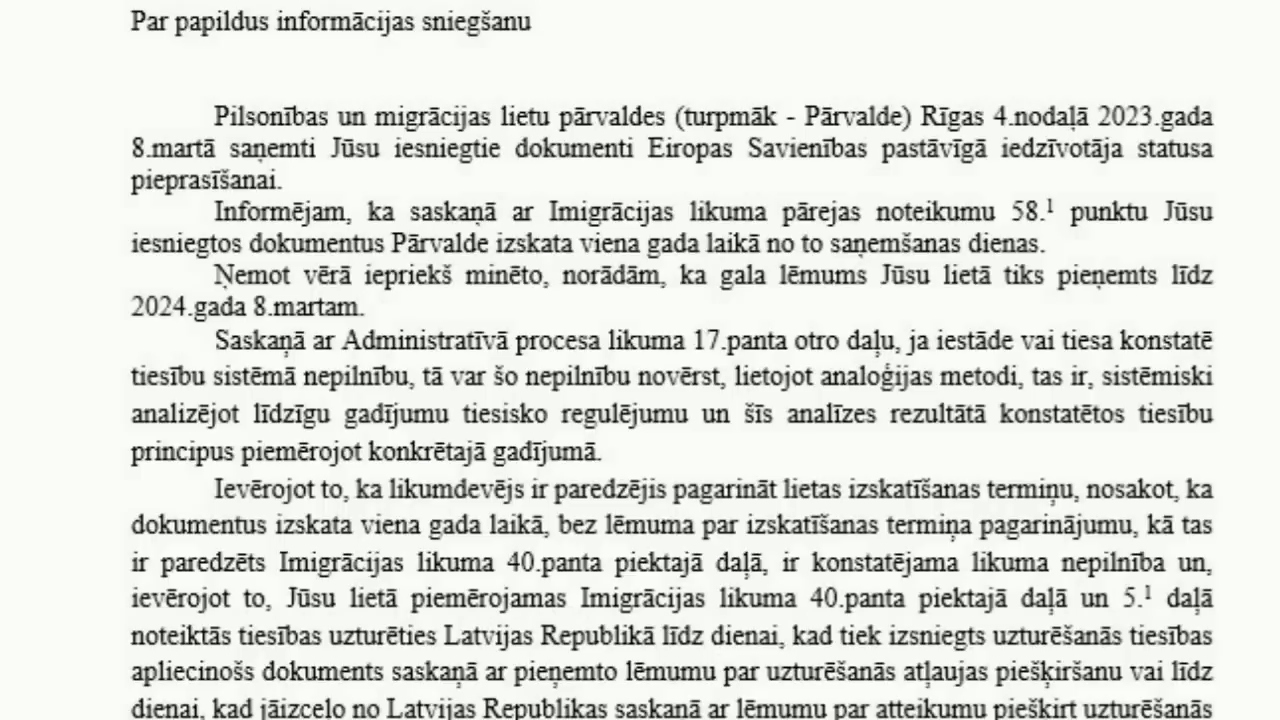 Par papildus informācijas sniegšanu
Pilsonības un migrācijas lietu pārvaldes (turpmāk - Pārvalde) Rīgas 4.nodaļā 2023.gada
8.martā saņemti Jūsu iesniegtie dokumenti Eiropas Savienības pastāvīgā iedzīvotāja statusa
pieprasīšanai.
Informējam, ka saskaņā ar Imigrācijas likuma pārejas noteikumu 58.¹ punktu Jūsu
iesniegtos dokumentus Pārvalde izskata viena gada laikā no to saņemšanas dienas.
Ņemot vērā iepriekš minēto, norādām, ka gala lēmums Jūsu lietā tiks pieņemts līdz
2024.gada 8.martam.
Saskaņā ar Administratīvā procesa likuma 17.panta otro daļu, ja iestāde vai tiesa konstatē
tiesību sistēmā nepilnību, tā var šo nepilnību novērst, lietojot analoģijas metodi, tas ir, sistēmiski
analizējot līdzīgu gadījumu tiesisko regulējumu un šīs analīzes rezultātā konstatētos tiesību
principus piemērojot konkrētajā gadījumā.
Ievērojot to, ka likumdevējs ir paredzējis pagarināt lietas izskatīšanas termiņu, nosakot, ka
dokumentus izskata viena gada laikā, bez lēmuma par izskatīšanas termiņa pagarinājumu, kā tas
ir paredzēts Imigrācijas likuma 40.panta piektajā daļā, ir konstatējama likuma nepilnība un,
ievērojot to, Jūsu lietā piemērojamas Imigrācijas likuma 40.panta piektajā daļā un 5.¹ daļā
noteiktās tiesības uzturēties Latvijas Republikā līdz dienai, kad tiek izsniegts uzturēšanās tiesības
apliecinošs dokuments saskaņā ar pieņemto lēmumu par uzturēšanās atļaujas piešķiršanu vai līdz
dienai, kad jāizceļo no Latvijas Republikas saskaņā ar lēmumu par atteikumu piešķirt uzturēšanās